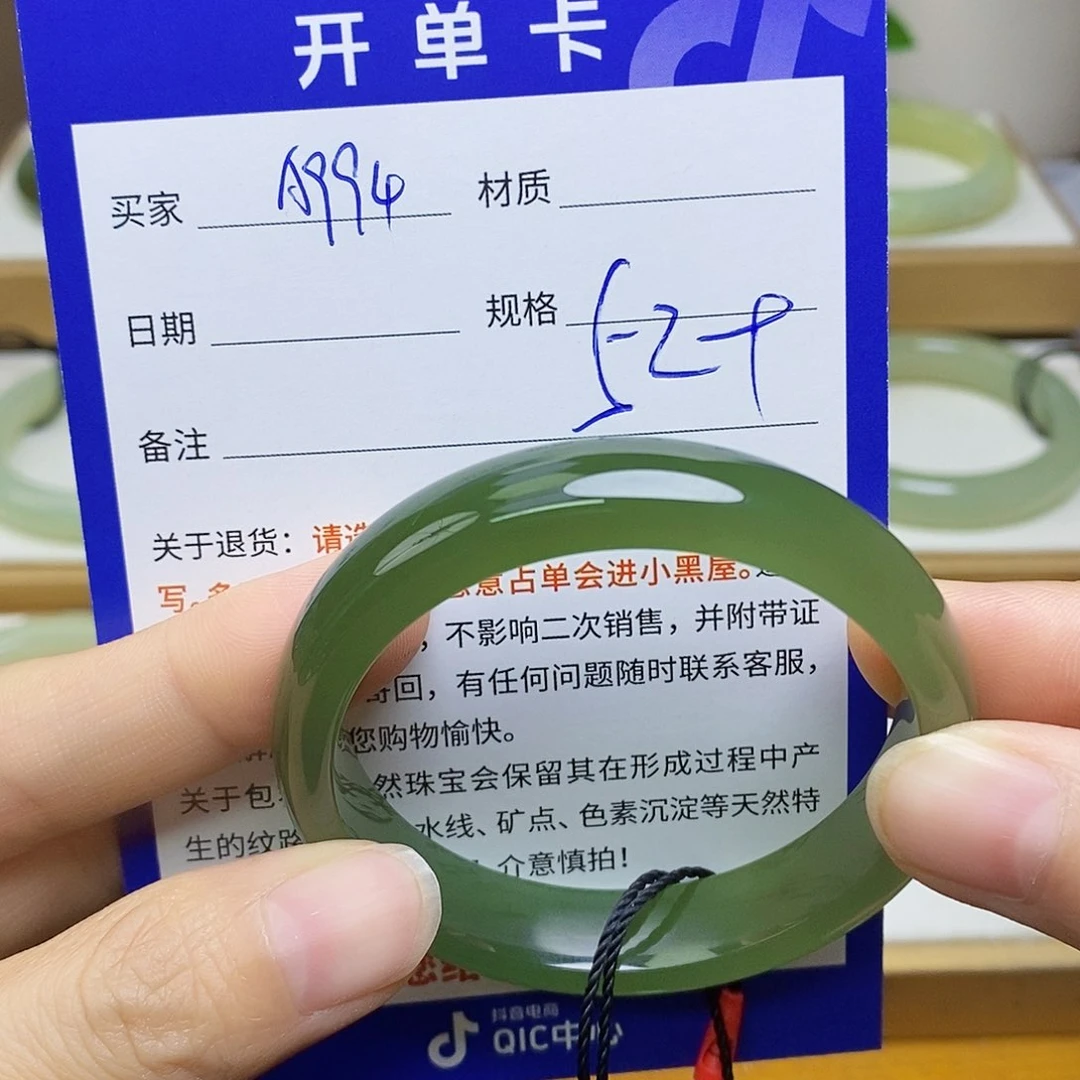 开单卡
买家 A994 材质
日期 规格 52-9
备注
关于退货：请
写。 意占单会进小黑屋。
，不影响二次销售，并附带证
寄回，有任何问题随时联系客服，
您购物愉快。
关于包 然珠宝会保留其在形成过程中产
生的纹路 水线、矿点、色素沉淀等天然特
介意慎拍！
抖音电商
QIC中心